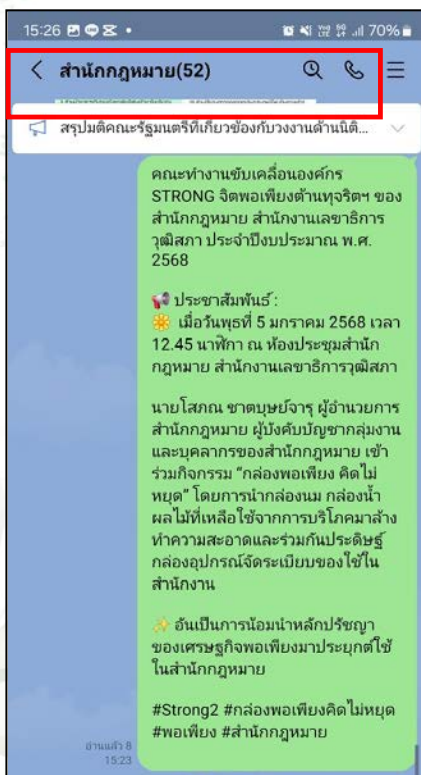 15:26
70%
สำนักกฎหมาย(52)
สรุปมติคณะรัฐมนตรีที่เกี่ยวข้องกับวงงานด้านนิติ...
คณะทำงานขับเคลื่อนองค์กร
STRONG จิตพอเพียงต้านทุจริตฯ ของ
สำนักกฎหมาย สำนักงานเลขาธิการ
วุฒิสภา ประจำปีงบประมาณ พ.ศ.
2568
📢 ประชาสัมพันธ์ :
🌼 เมื่อวันพุธที่ 5 มกราคม 2568 เวลา
12.45 นาฬิกา ณ ห้องประชุมสำนัก
กฎหมาย สำนักงานเลขาธิการวุฒิสภา
นายโสภณ ชาตบุษย์จารุ ผู้อำนวยการ
สำนักกฎหมาย ผู้บังคับบัญชากลุ่มงาน
และบุคลากรของสำนักกฎหมาย เข้า
ร่วมกิจกรรม “กล่องพอเพียง คิดไม่
หยุด” โดยการนำกล่องนม กล่องน้ำ
ผลไม้ที่เหลือใช้จากการบริโภคมาล้าง
ทำความสะอาดและร่วมกันประดิษฐ์
กล่องอุปกรณ์จัดระเบียบของใช้ใน
สำนักงาน
✨ อันเป็นการน้อมนำหลักปรัชญา
ของเศรษฐกิจพอเพียงมาประยุกต์ใช้
ในสำนักกฎหมาย
#Strong2 #กล่องพอเพียงคิดไม่หยุด
#พอเพียง #สำนักกฎหมาย
อ่านแล้ว 8
15:23